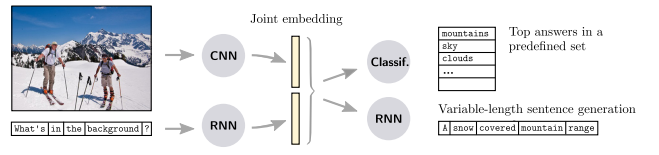 Joint embedding
CNN
RNN
What's in the background ?
Classif.
RNN
mountains
sky
clouds
...
Top answers in a
predefined set
Variable-length sentence generation
A snow covered mountain range